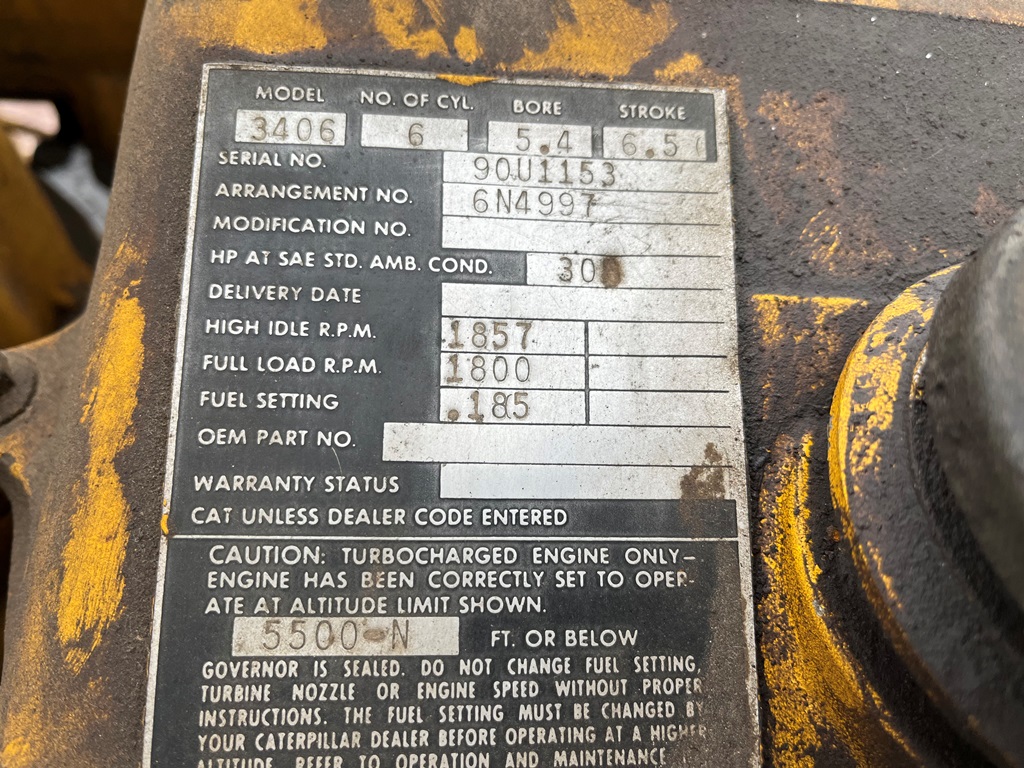 MODEL NO. OF CYL. BORE STROKE
3406 6 5.4 6.50
SERIAL NO. 90U1153
ARRANGEMENT NO. 6N4997
MODIFICATION NO.
HP AT SAE STD. AMB. COND. 300
DELIVERY DATE
HIGH IDLE R.P.M. 1857
FULL LOAD R.P.M. 1800
FUEL SETTING .185
OEM PART NO.
WARRANTY STATUS
CAT UNLESS DEALER CODE ENTERED
CAUTION: TURBOCHARGED ENGINE ONLY—
ENGINE HAS BEEN CORRECTLY SET TO OPER-
ATE AT ALTITUDE LIMIT SHOWN.
5500-N FT. OR BELOW
GOVERNOR IS SEALED. DO NOT CHANGE FUEL SETTING,
TURBINE NOZZLE OR ENGINE SPEED WITHOUT PROPER
INSTRUCTIONS. THE FUEL SETTING MUST BE CHANGED BY
YOUR CATERPILLAR DEALER BEFORE OPERATING AT A HIGHER
ALTITUDE. REFER TO OPERATION AND MAINTENANCE